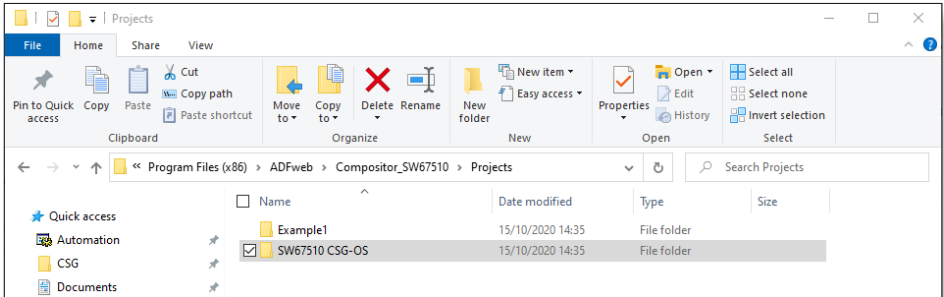 Projects
File Home Share View
Pin to Quick access
Copy
Paste
Cut
Copy path
Paste shortcut
Clipboard
Move to
Copy to
Delete
Rename
Organize
New folder
New item
Easy access
New
Properties
Open
Edit
History
Open
Select all
Select none
Invert selection
Select
« Program Files (x86) > ADFweb > Compositor_SW67510 > Projects
Search Projects
Name Date modified Type Size
Quick access
Automation
CSG
Documents
Example1 15/10/2020 14:35 File folder
SW67510 CSG-OS 15/10/2020 14:35 File folder